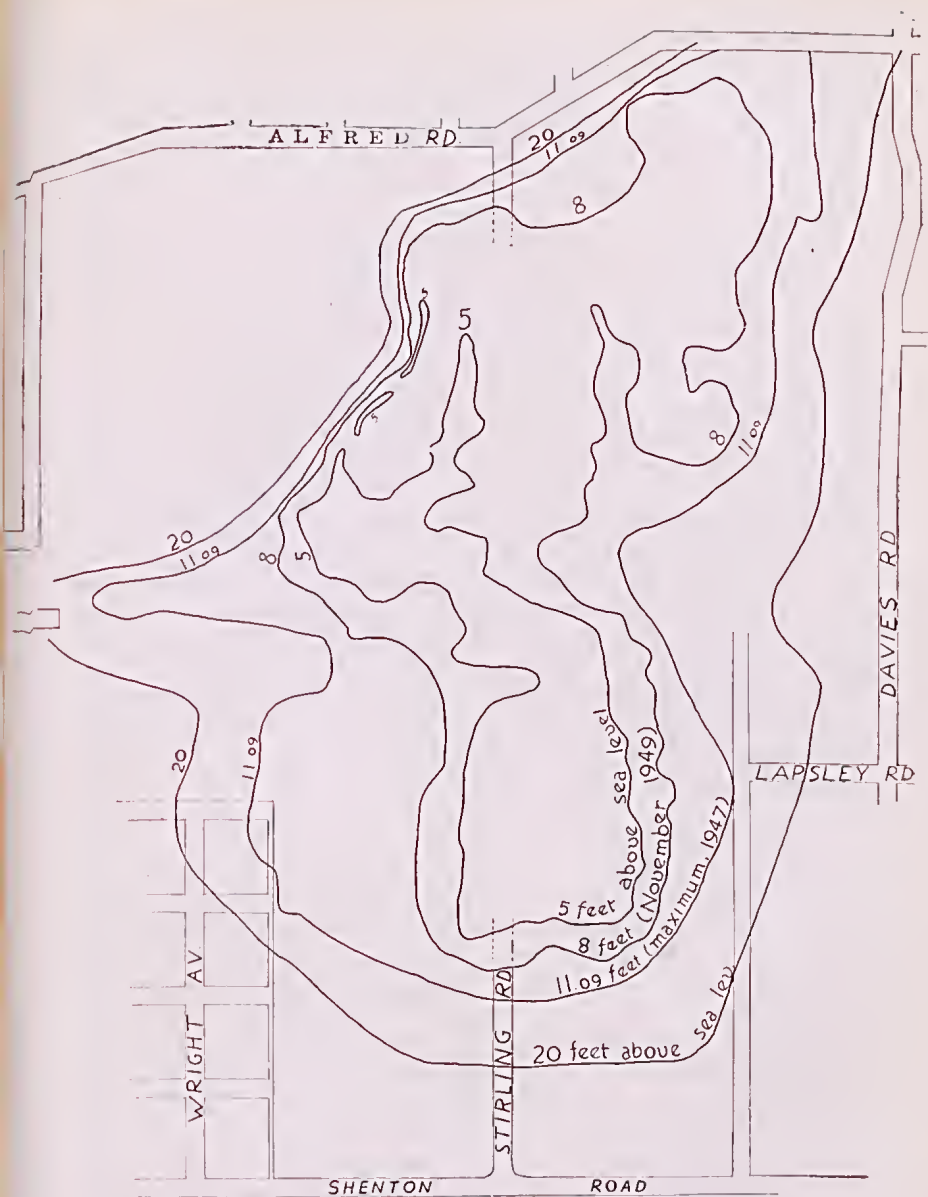 ALFRED RD.
20
11.09
8
5
5
5
8
11.09
20
11.09
8
5
DAVIES RD
20
11.09
LAPSLEY RD
5 feet above sea level
8 feet (November 1949)
11.09 feet (maximum, 1947)
20 feet above sea lev
WRIGHT AV.
STIRLING RD
SHENTON ROAD